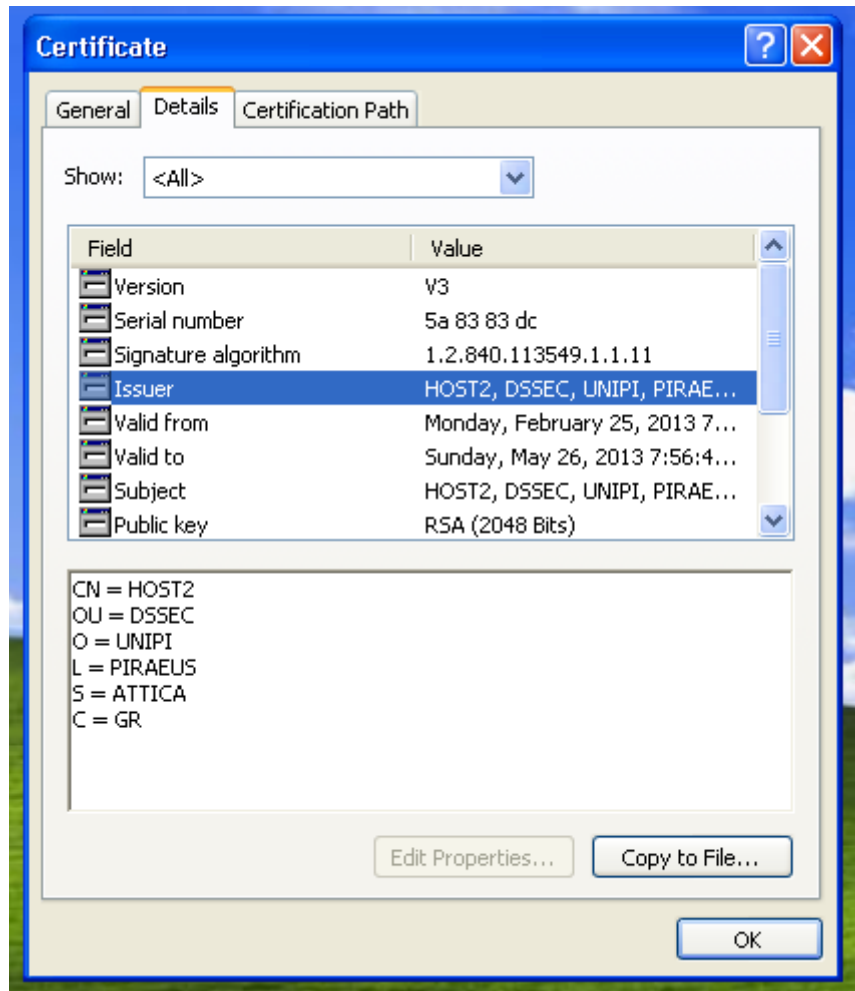 Certificate
General Details Certification Path
Show: <All>
Field Value
Version V3
Serial number 5a 83 83 dc
Signature algorithm 1.2.840.113549.1.1.11
Issuer HOST2, DSSEC, UNIPI, PIRAE...
Valid from Monday, February 25, 2013 7...
Valid to Sunday, May 26, 2013 7:56:4...
Subject HOST2, DSSEC, UNIPI, PIRAE...
Public key RSA (2048 Bits)
CN = HOST2
OU = DSSEC
O = UNIPI
L = PIRAEUS
S = ATTICA
C = GR
Edit Properties... Copy to File...
OK